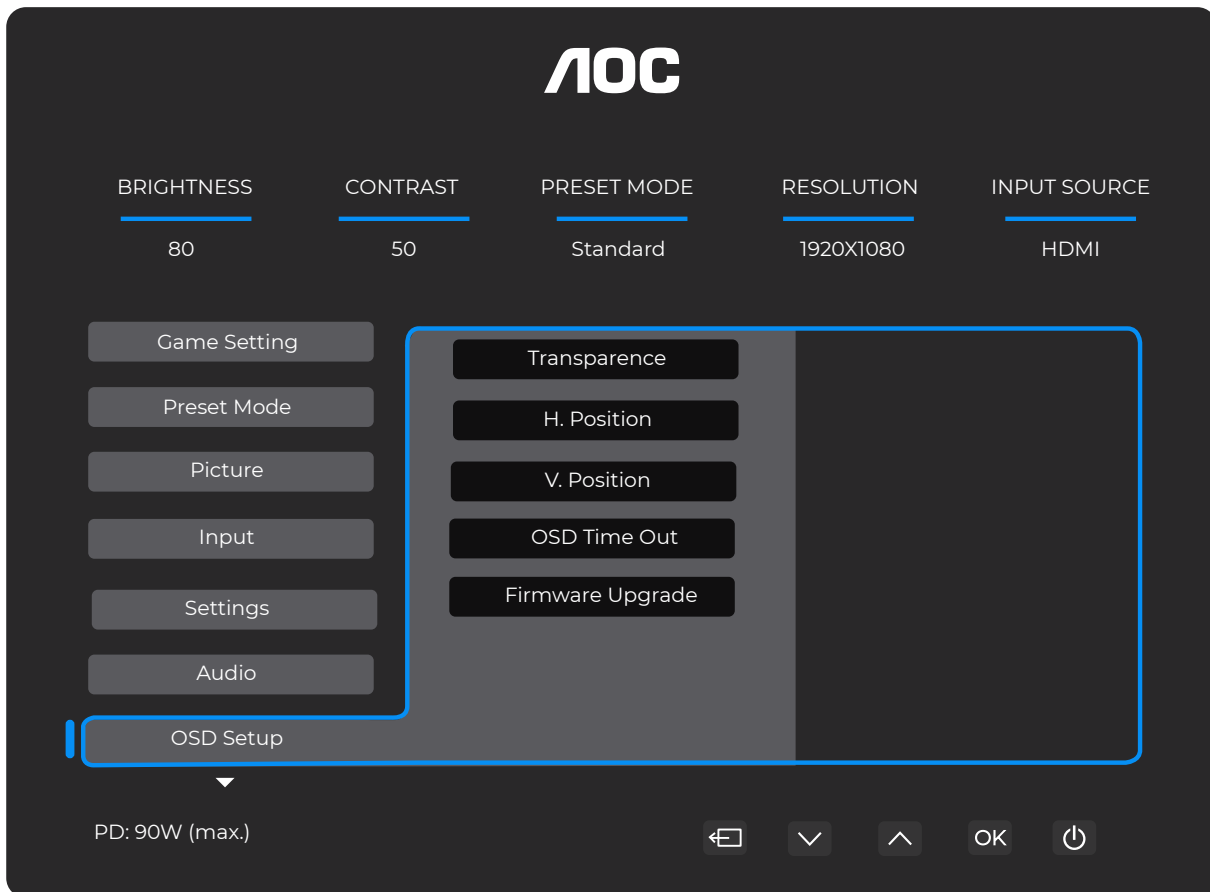 AOC
BRIGHTNESS CONTRAST PRESET MODE RESOLUTION INPUT SOURCE
80 50 Standard 1920X1080 HDMI
Game Setting
Preset Mode
Picture
Input
Settings
Audio
OSD Setup
Transparence
H. Position
V. Position
OSD Time Out
Firmware Upgrade
PD: 90W (max.)
OK